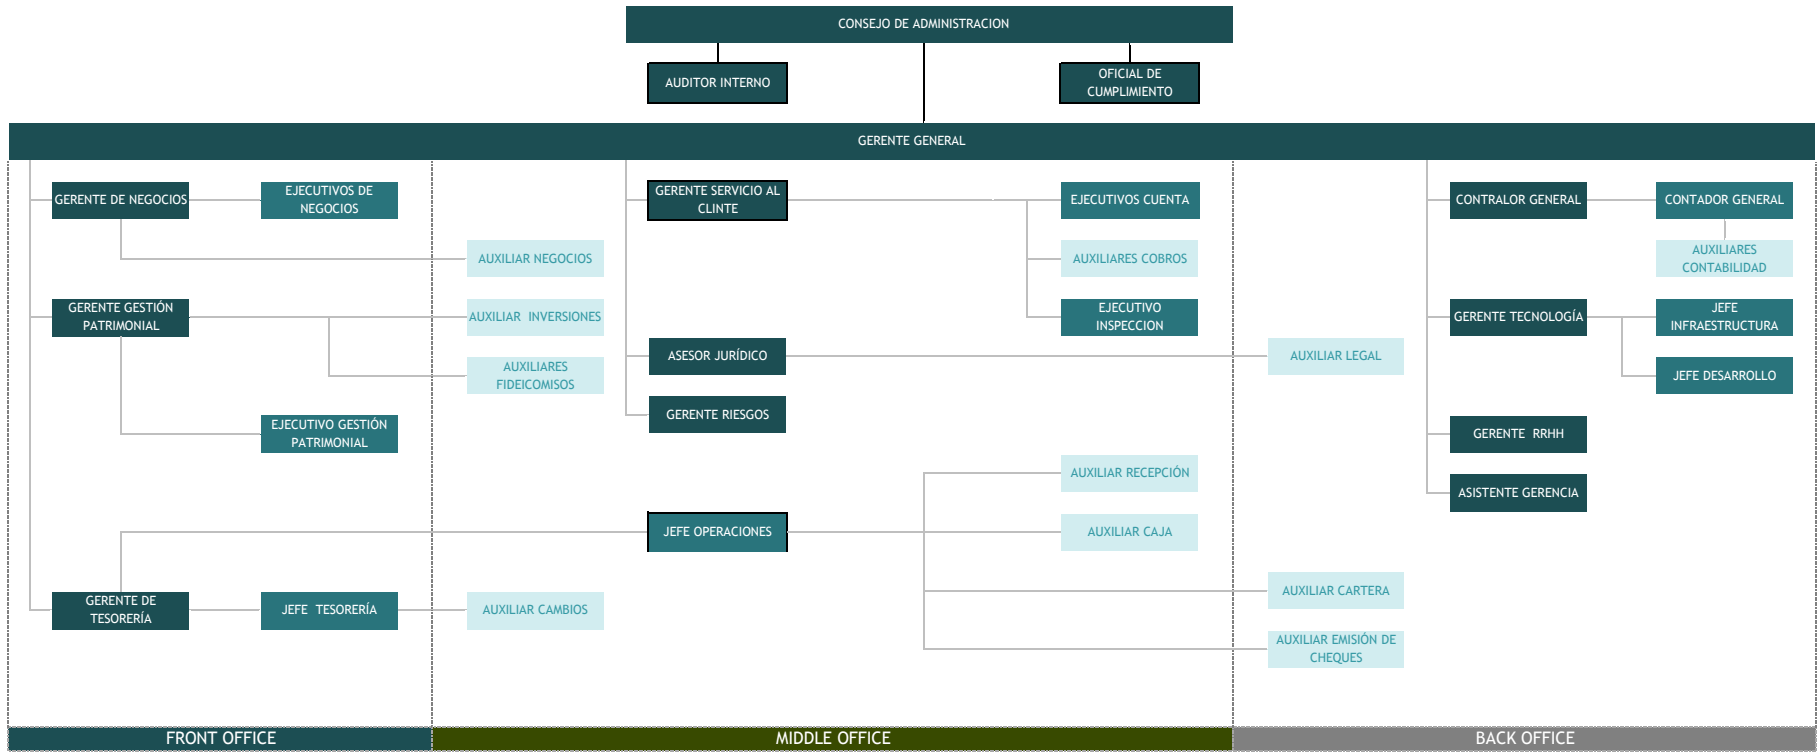 CONSEJO DE ADMINISTRACION
AUDITOR INTERNO
OFICIAL DE
CUMPLIMIENTO
GERENTE GENERAL
GERENTE DE NEGOCIOS
EJECUTIVOS DE
NEGOCIOS
AUXILIAR NEGOCIOS
GERENTE GESTIÓN
PATRIMONIAL
AUXILIAR INVERSIONES
AUXILIARES
FIDEICOMISOS
EJECUTIVO GESTIÓN
PATRIMONIAL
GERENTE DE
TESORERÍA
JEFE TESORERÍA
AUXILIAR CAMBIOS
GERENTE SERVICIO AL
CLINTE
EJECUTIVOS CUENTA
AUXILIARES COBROS
EJECUTIVO
INSPECCION
ASESOR JURÍDICO
AUXILIAR LEGAL
GERENTE RIESGOS
JEFE OPERACIONES
AUXILIAR RECEPCIÓN
AUXILIAR CAJA
AUXILIAR CARTERA
AUXILIAR EMISIÓN DE
CHEQUES
CONTRALOR GENERAL
CONTADOR GENERAL
AUXILIARES
CONTABILIDAD
GERENTE TECNOLOGÍA
JEFE
INFRAESTRUCTURA
JEFE DESARROLLO
GERENTE RRHH
ASISTENTE GERENCIA
FRONT OFFICE
MIDDLE OFFICE
BACK OFFICE